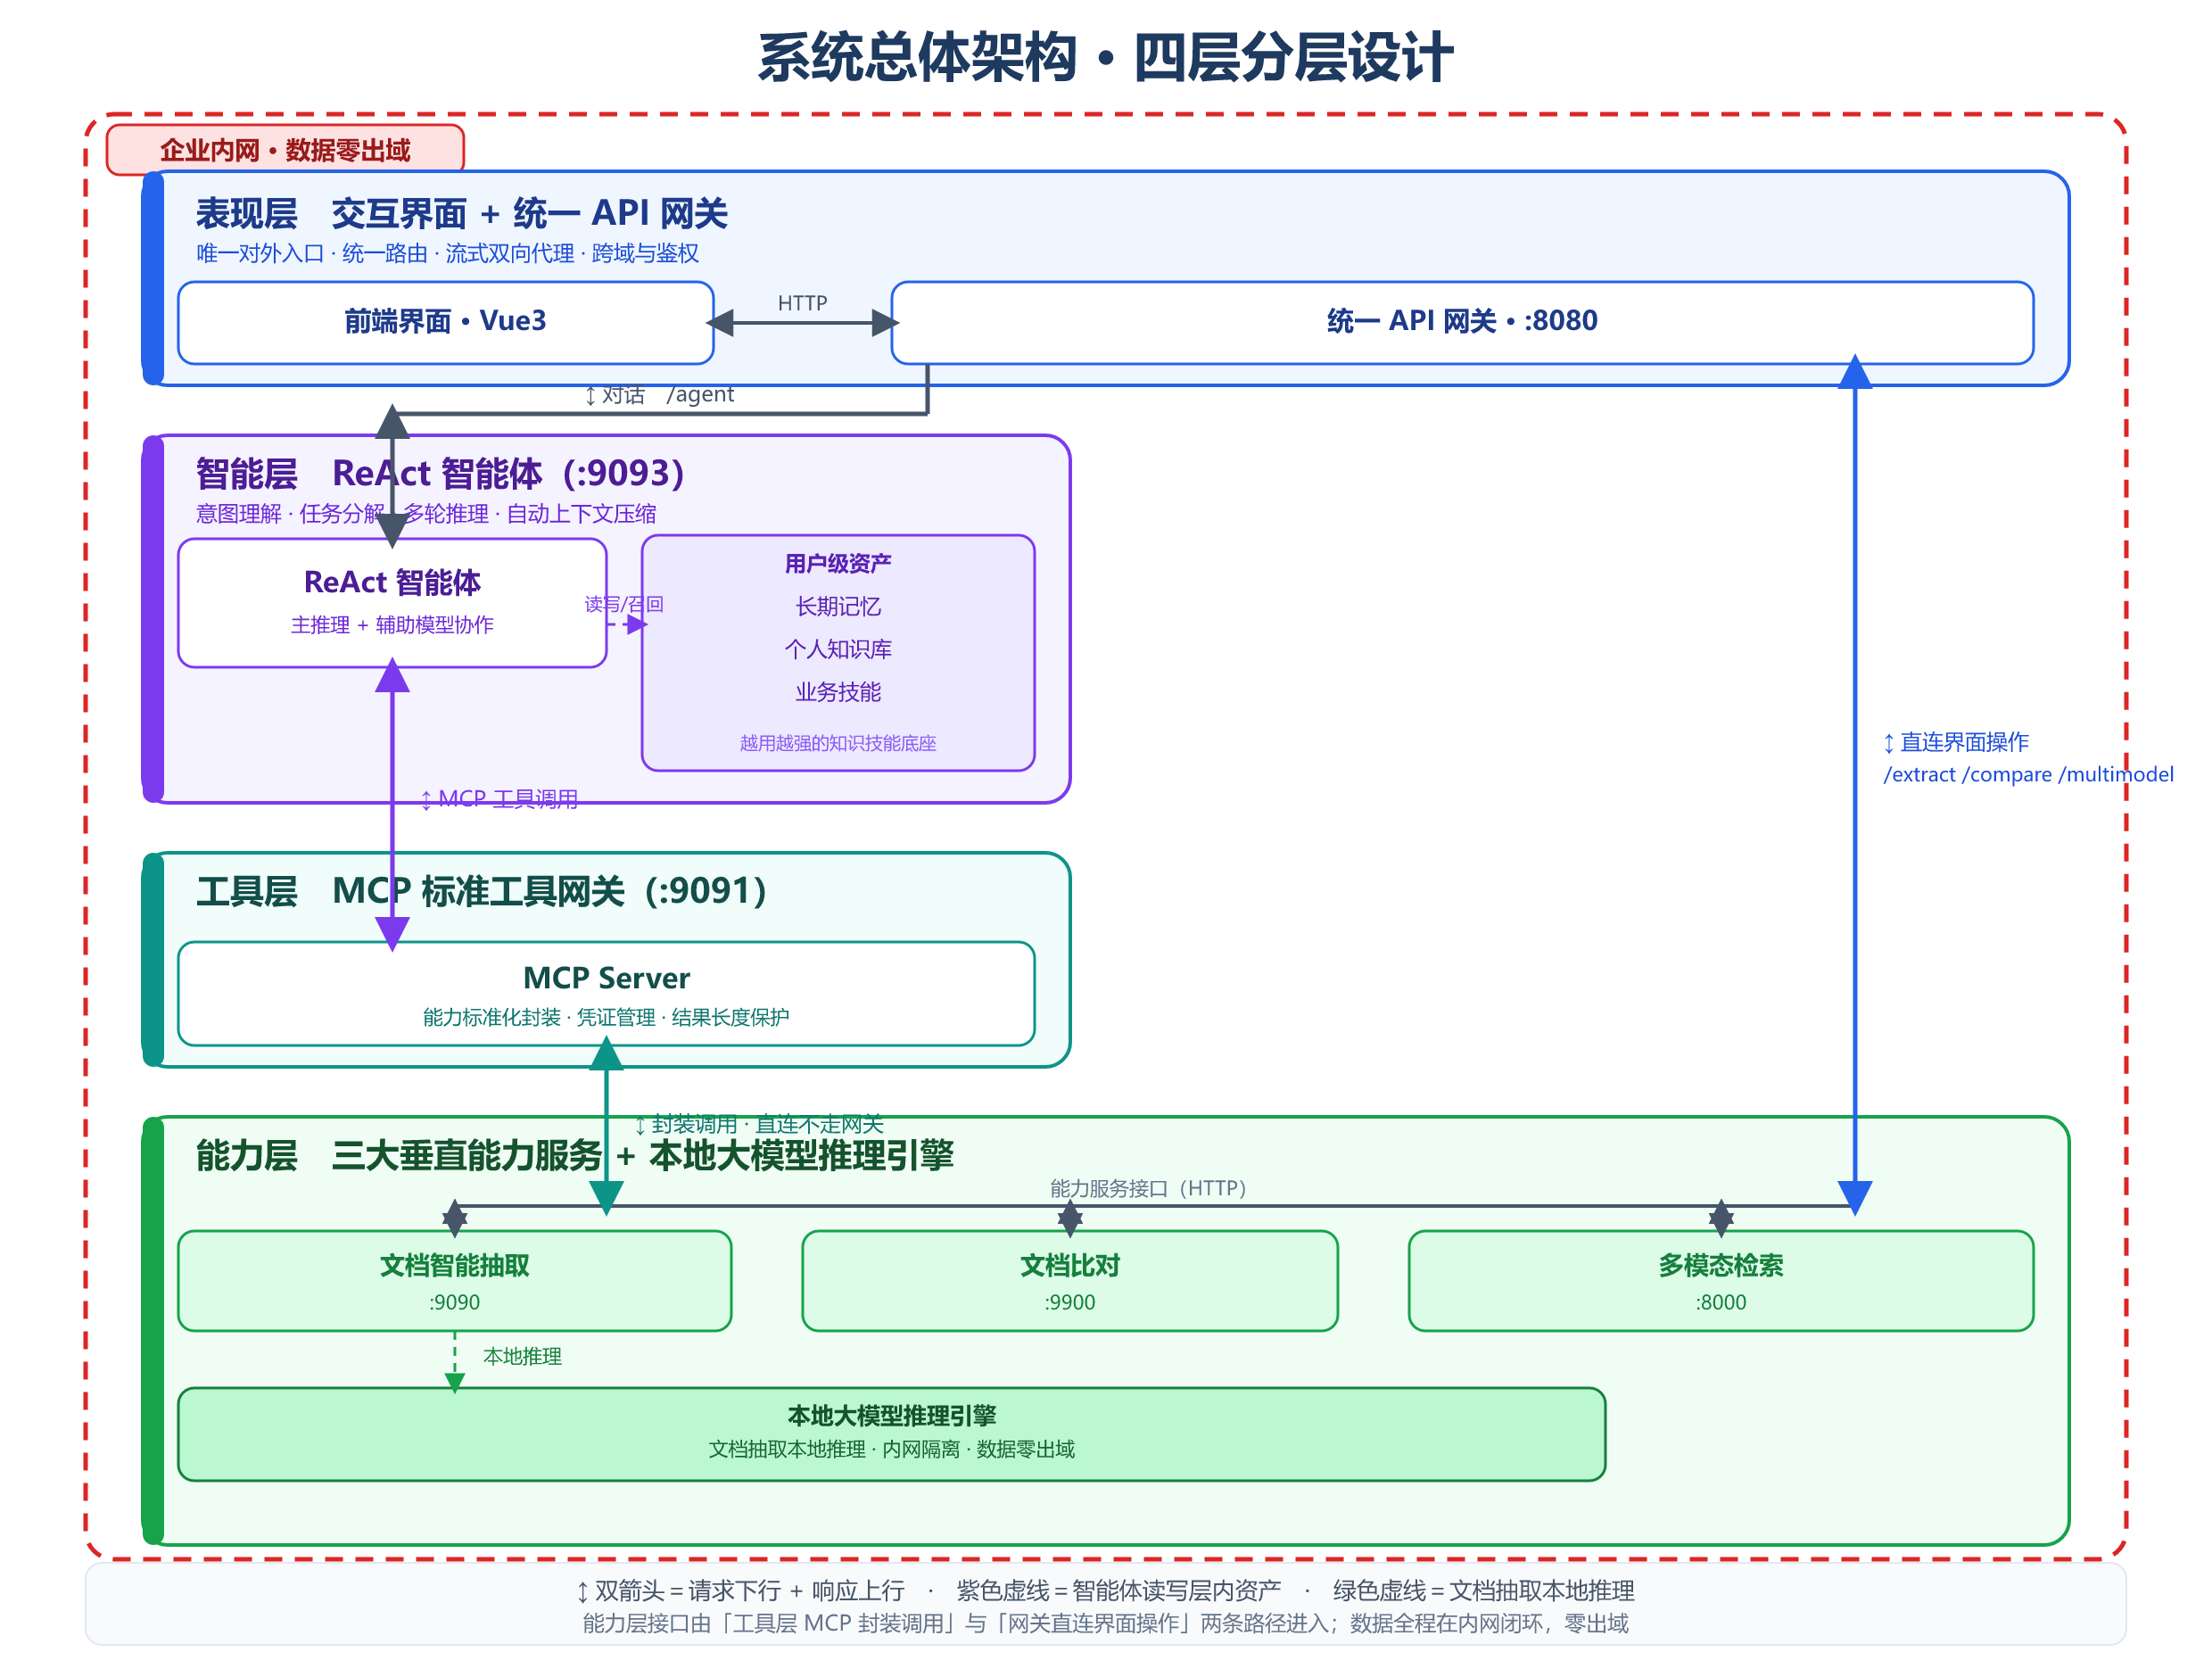 系统总体架构 · 四层分层设计
企业内网 · 数据零出域
表现层 交互界面 + 统一 API 网关
唯一对外入口 · 统一路由 · 流式双向代理 · 跨域与鉴权
前端界面 · Vue3
HTTP
统一 API 网关 · :8080
↕ 对话 /agent
智能层 ReAct 智能体（:9093）
意图理解 · 任务分解 · 多轮推理 · 自动上下文压缩
ReAct 智能体
主推理 + 辅助模型协作
读写/召回
用户级资产
长期记忆
个人知识库
业务技能
越用越强的知识技能底座
↕ 直连界面操作
/extract /compare /multimodel
↕ MCP 工具调用
工具层 MCP 标准工具网关（:9091）
MCP Server
能力标准化封装 · 凭证管理 · 结果长度保护
↕ 封装调用 · 直连不走网关
能力层 三大垂直能力服务 + 本地大模型推理引擎
能力服务接口（HTTP）
文档智能抽取
:9090
文档比对
:9900
多模态检索
:8000
本地推理
本地大模型推理引擎
文档抽取本地推理 · 内网隔离 · 数据零出域
↕ 双箭头 = 请求下行 + 响应上行 · 紫色虚线 = 智能体读写层内资产 · 绿色虚线 = 文档抽取本地推理
能力层接口由「工具层 MCP 封装调用」与「网关直连界面操作」两条路径进入；数据全程在内网闭环，零出域